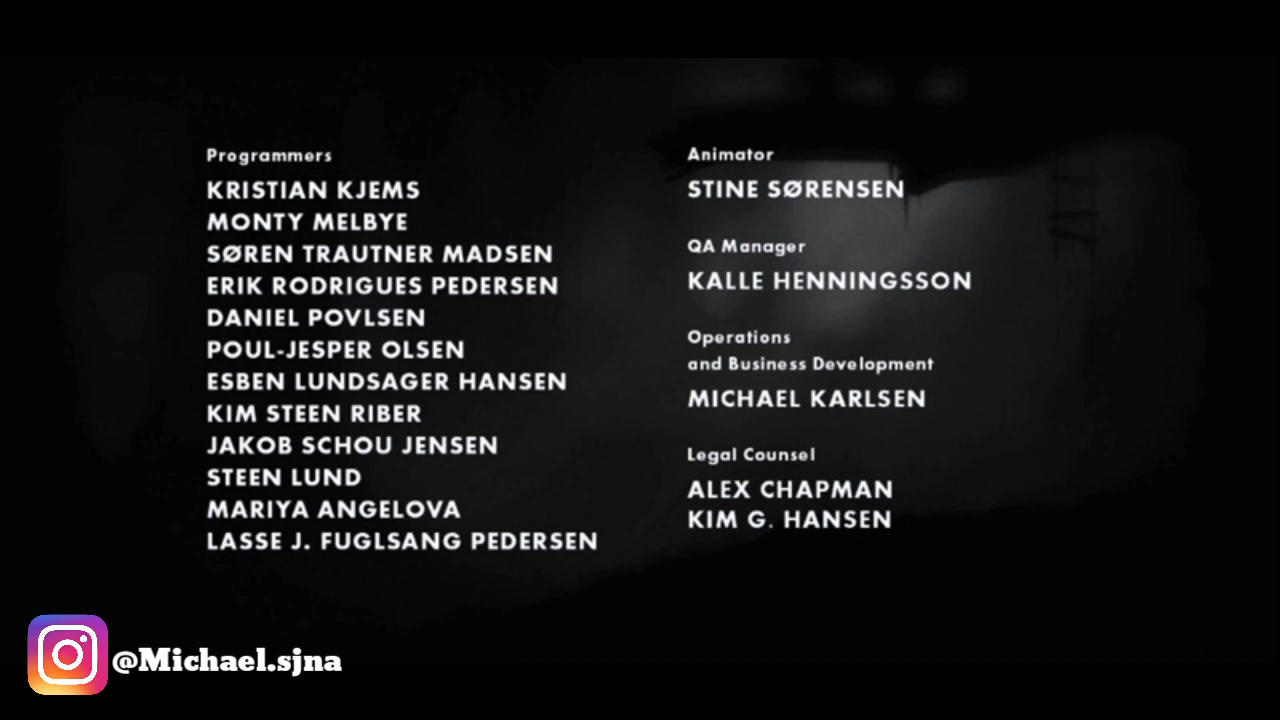 Programmers
KRISTIAN KJEMS
MONTY MELBYE
SØREN TRAUTNER MADSEN
ERIK RODRIGUES PEDERSEN
DANIEL POVLSEN
POUL-JESPER OLSEN
ESBEN LUNDSAGER HANSEN
KIM STEEN RIBER
JAKOB SCHOU JENSEN
STEEN LUND
MARIYA ANGELOVA
LASSE J. FUGLSANG PEDERSEN
Animator
STINE SØRENSEN
QA Manager
KALLE HENNINGSSON
Operations
and Business Development
MICHAEL KARLSEN
Legal Counsel
ALEX CHAPMAN
KIM G. HANSEN
@Michael.sjna